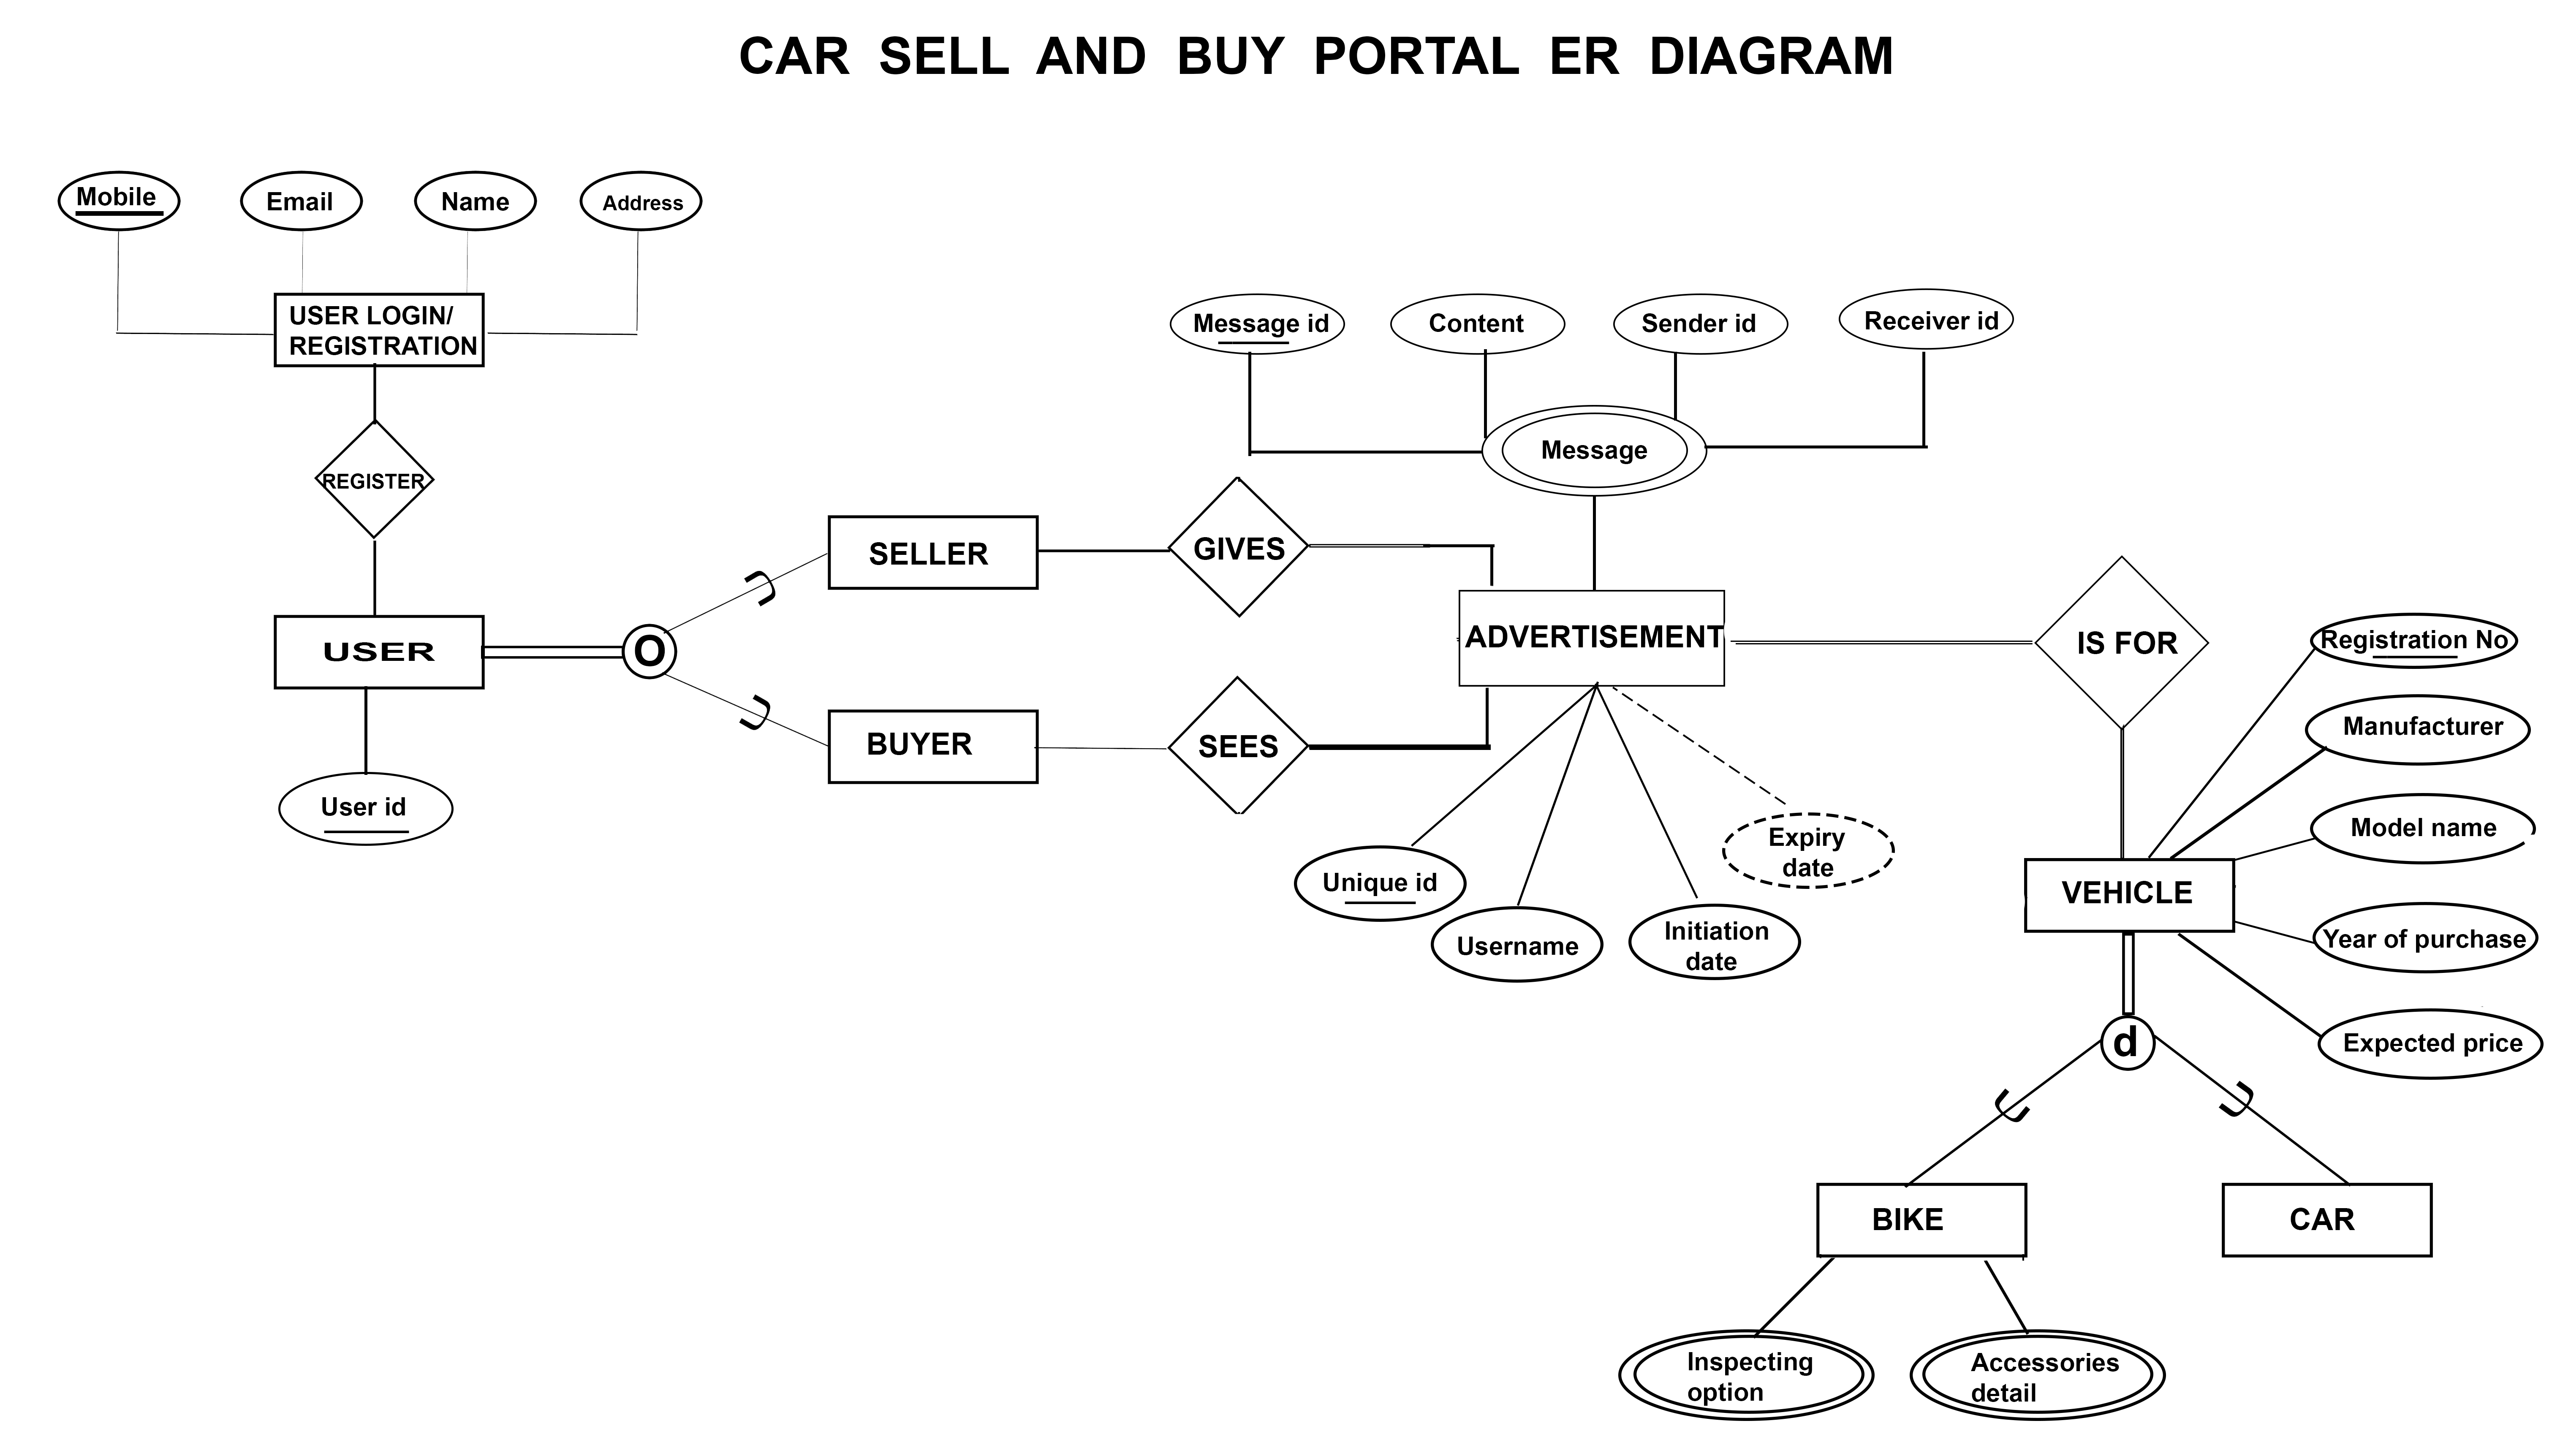 CAR SELL AND BUY PORTAL ER DIAGRAM
Mobile
Email
Name
Address
USER LOGIN/
REGISTRATION
REGISTER
USER
User id
O
SELLER
BUYER
GIVES
SEES
Message id
Content
Sender id
Receiver id
Message
ADVERTISEMENT
Unique id
Username
Initiation
date
Expiry
date
IS FOR
Registration No
Manufacturer
Model name
Year of purchase
Expected price
VEHICLE
d
BIKE
CAR
Inspecting
option
Accessories
detail